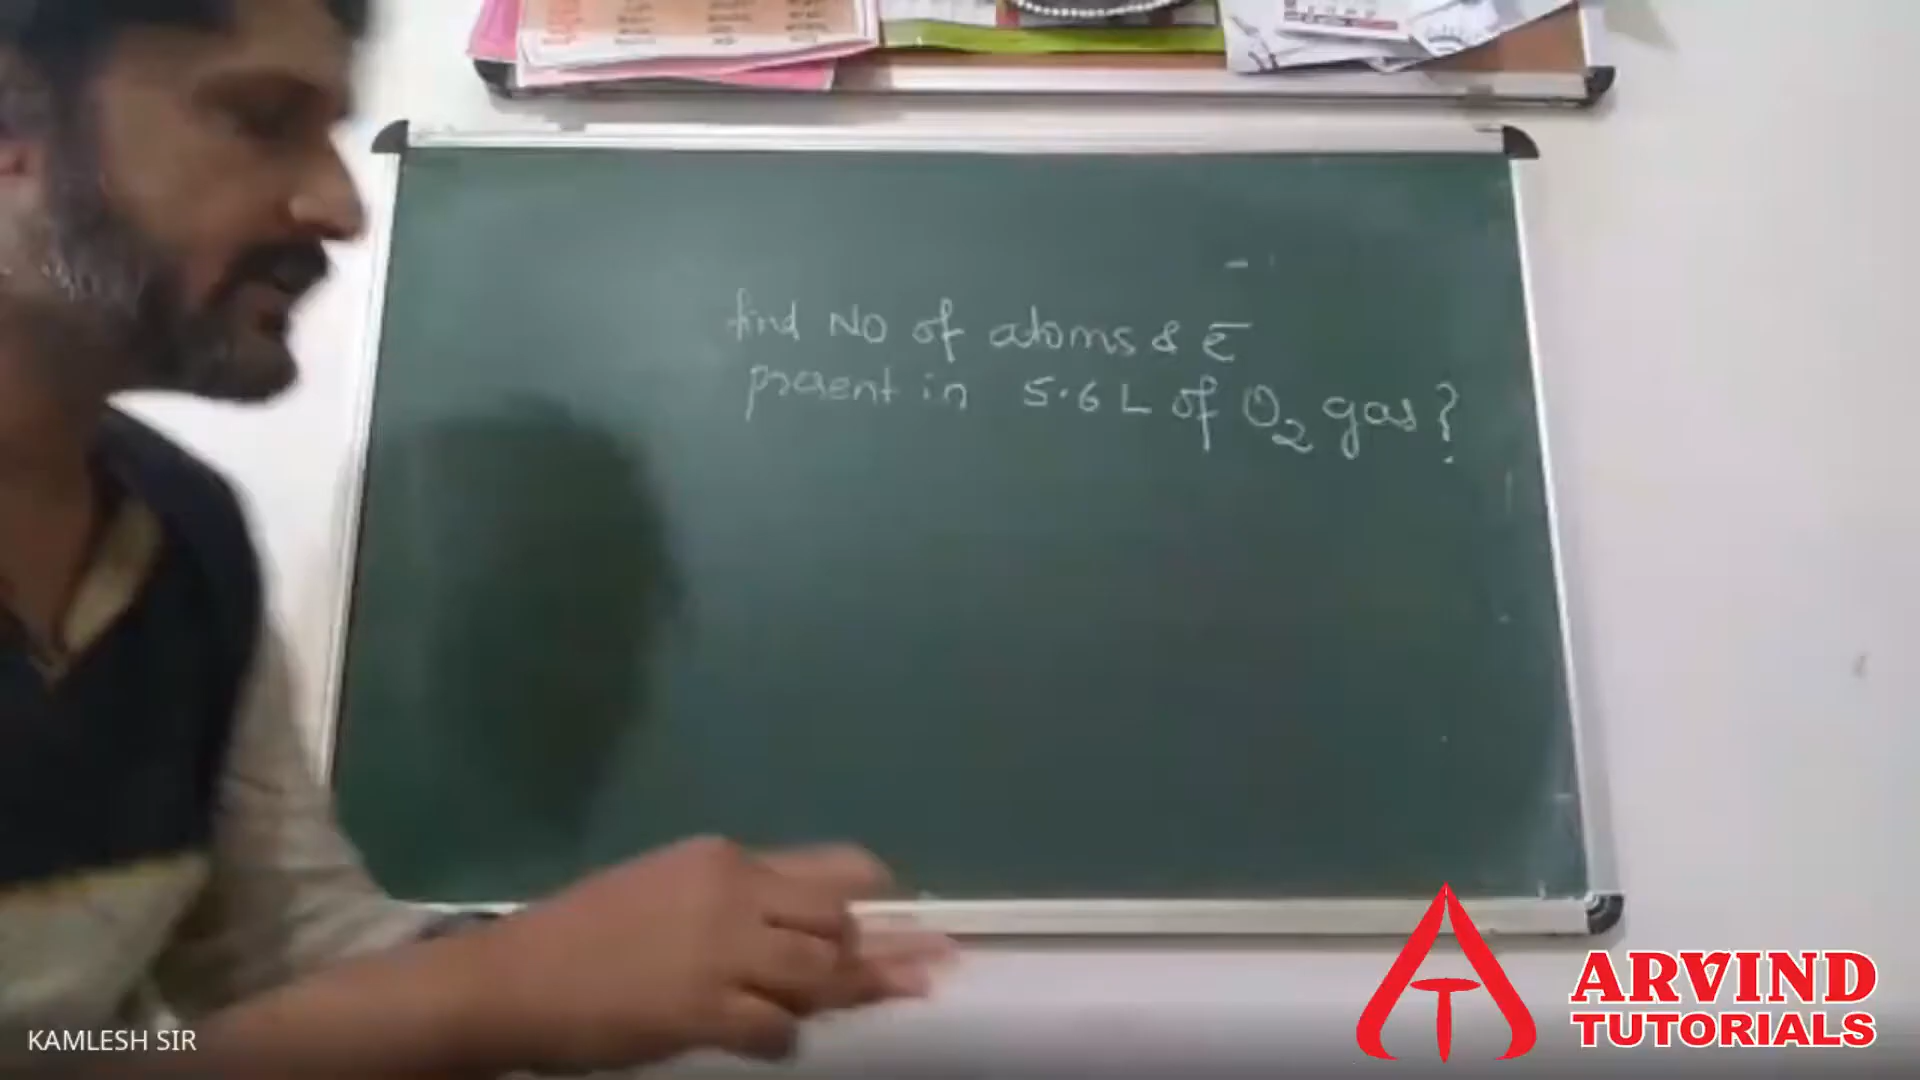 find NO of atoms & e̅
present in 5.6 L of O₂ gas?
KAMLESH SIR
ARVIND
TUTORIALS